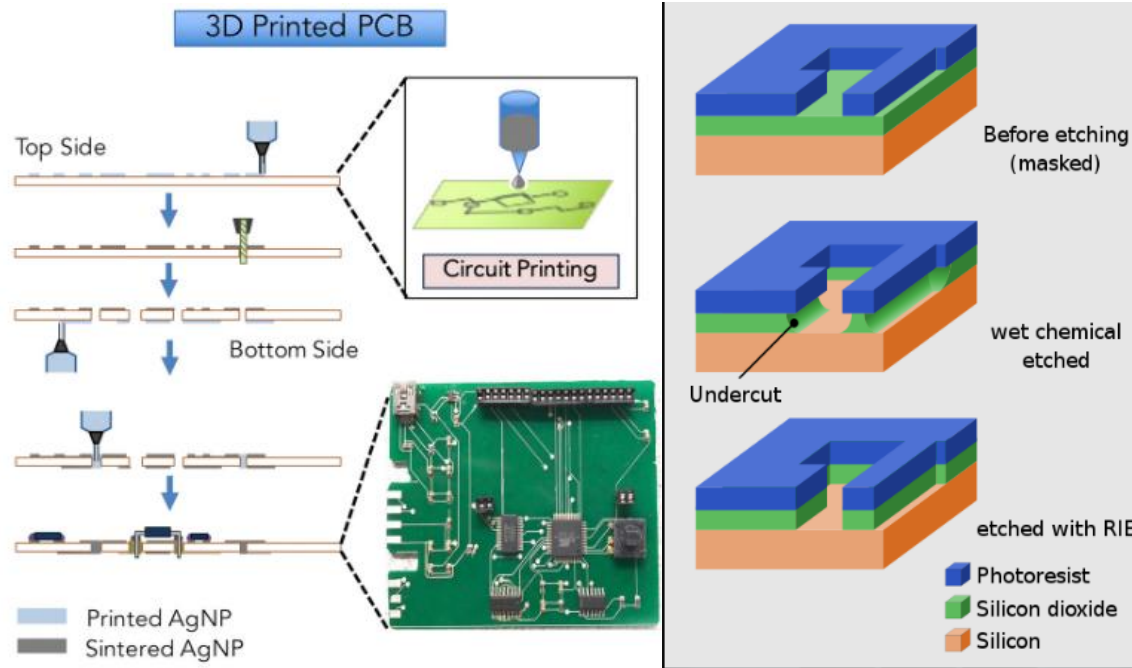 3D Printed PCB
Top Side
Circuit Printing
Bottom Side
Printed AgNP
Sintered AgNP
Before etching
(masked)
wet chemical
etched
Undercut
etched with RIE
Photoresist
Silicon dioxide
Silicon